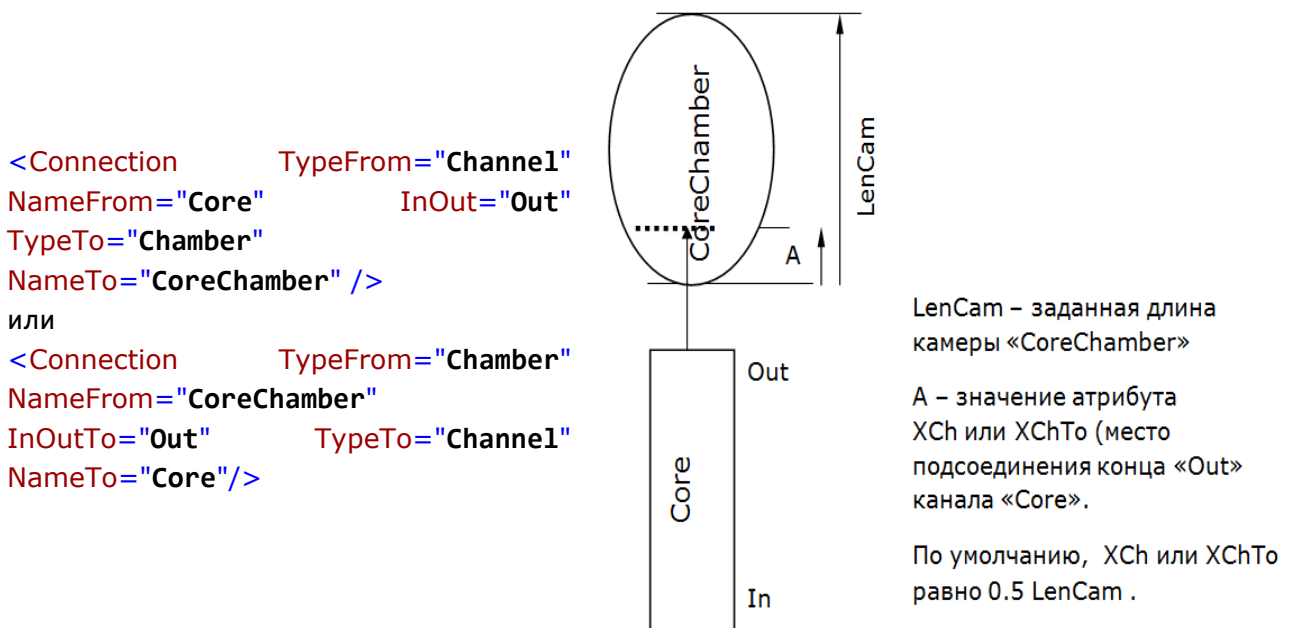 <Connection TypeFrom="Channel"
NameFrom="Core" InOut="Out"
TypeTo="Chamber"
NameTo="CoreChamber" />
или
<Connection TypeFrom="Chamber"
NameFrom="CoreChamber"
InOutTo="Out" TypeTo="Channel"
NameTo="Core"/>
CoreChamber
LenCam
A
Out
Core
In
LenCam – заданная длина
камеры «CoreChamber»
А – значение атрибута
XCh или XChTo (место
подсоединения конца «Out»
канала «Core».
По умолчанию, XCh или XChTo
равно 0.5 LenCam .